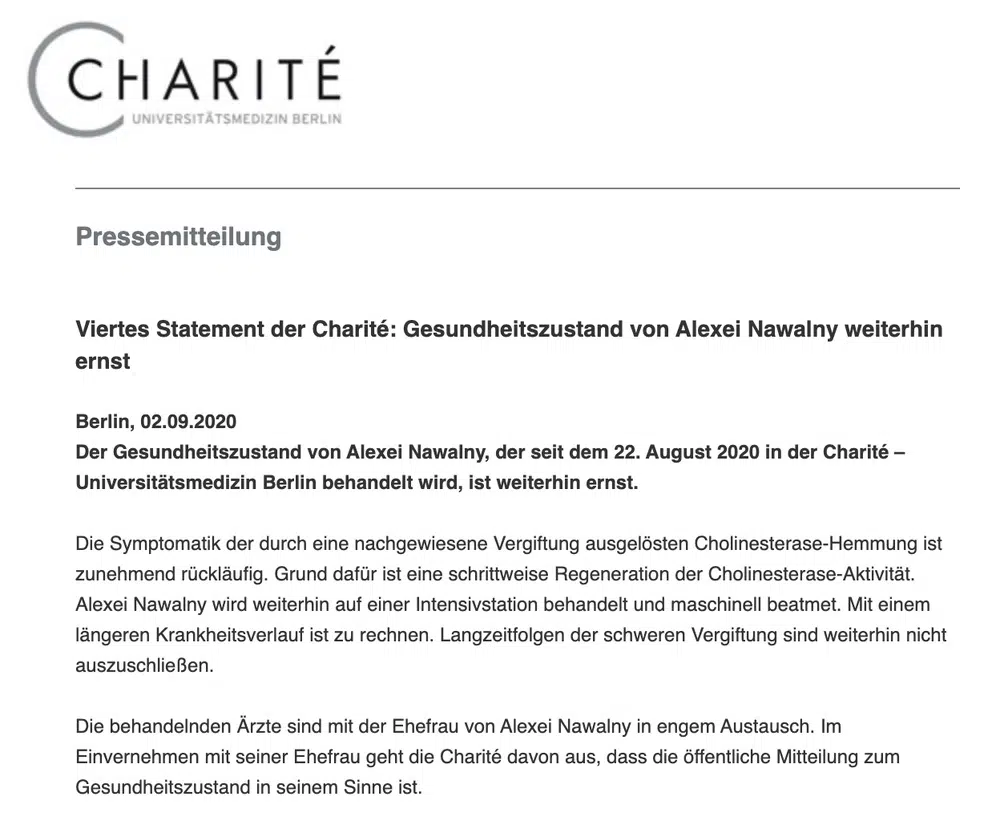 CHARITÉ
UNIVERSITÄTSMEDIZIN BERLIN
Pressemitteilung
Viertes Statement der Charité: Gesundheitszustand von Alexei Nawalny weiterhin
ernst
Berlin, 02.09.2020
Der Gesundheitszustand von Alexei Nawalny, der seit dem 22. August 2020 in der Charité –
Universitätsmedizin Berlin behandelt wird, ist weiterhin ernst.
Die Symptomatik der durch eine nachgewiesene Vergiftung ausgelösten Cholinesterase-Hemmung ist
zunehmend rückläufig. Grund dafür ist eine schrittweise Regeneration der Cholinesterase-Aktivität.
Alexei Nawalny wird weiterhin auf einer Intensivstation behandelt und maschinell beatmet. Mit einem
längeren Krankheitsverlauf ist zu rechnen. Langzeitfolgen der schweren Vergiftung sind weiterhin nicht
auszuschließen.
Die behandelnden Ärzte sind mit der Ehefrau von Alexei Nawalny in engem Austausch. Im
Einvernehmen mit seiner Ehefrau geht die Charité davon aus, dass die öffentliche Mitteilung zum
Gesundheitszustand in seinem Sinne ist.